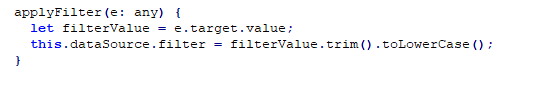 applyFilter(e: any) {
let filterValue = e.target.value;
this.dataSource.filter = filterValue.trim().toLowerCase();
}